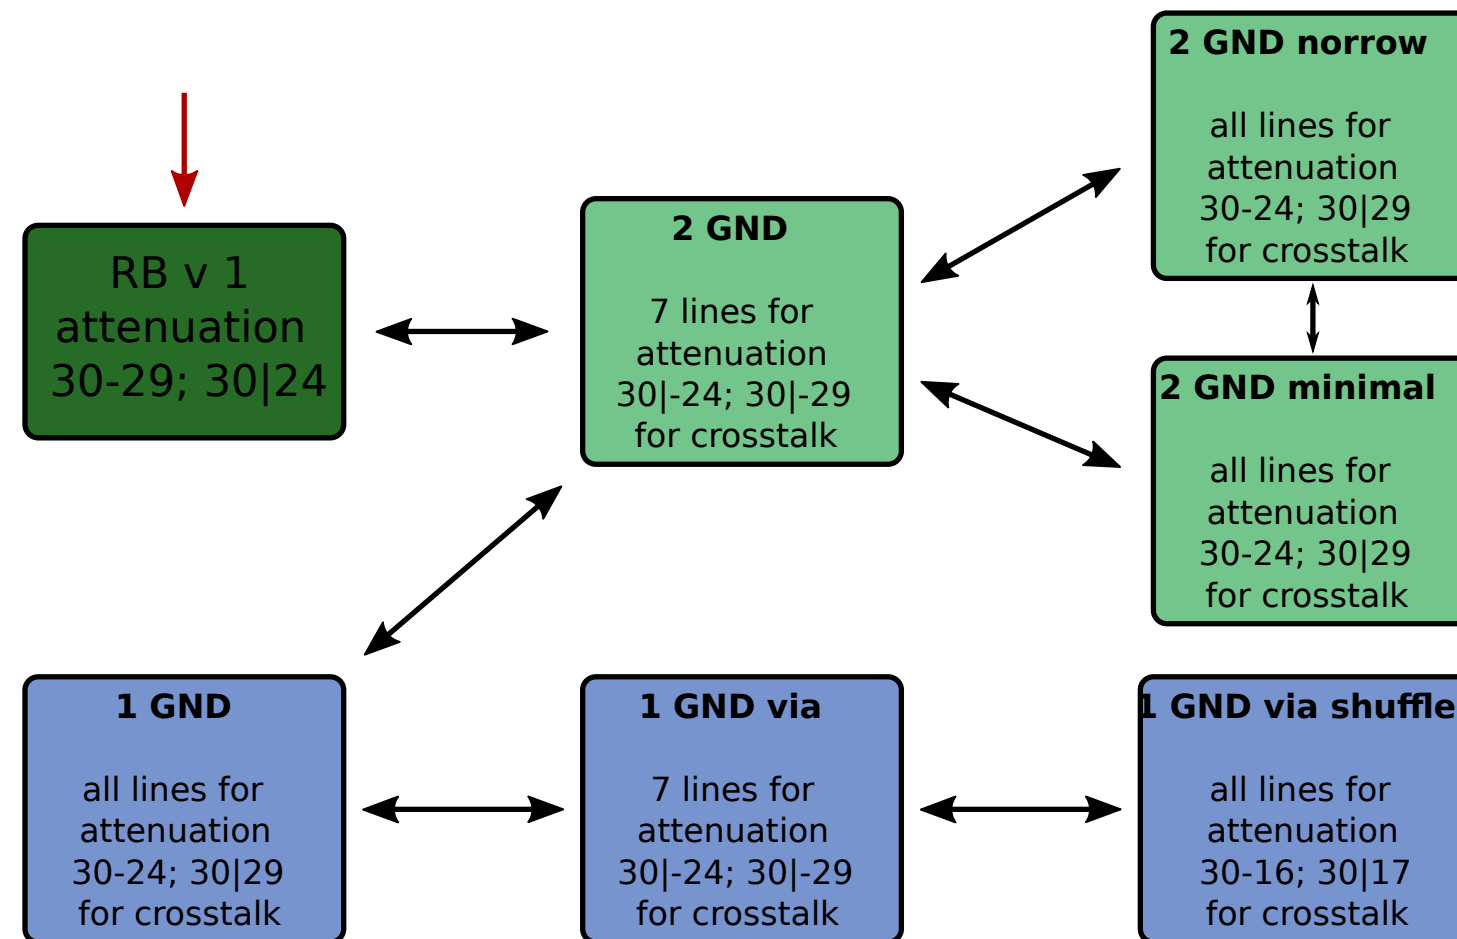 RB v 1
attenuation
30-29; 30|24
2 GND
7 lines for
attenuation
30|-24; 30|-29
for crosstalk
2 GND norrow
all lines for
attenuation
30-24; 30|29
for crosstalk
2 GND minimal
all lines for
attenuation
30-24; 30|29
for crosstalk
1 GND
all lines for
attenuation
30-24; 30|29
for crosstalk
1 GND via
7 lines for
attenuation
30|-24; 30|-29
for crosstalk
1 GND via shuffle
all lines for
attenuation
30-16; 30|17
for crosstalk